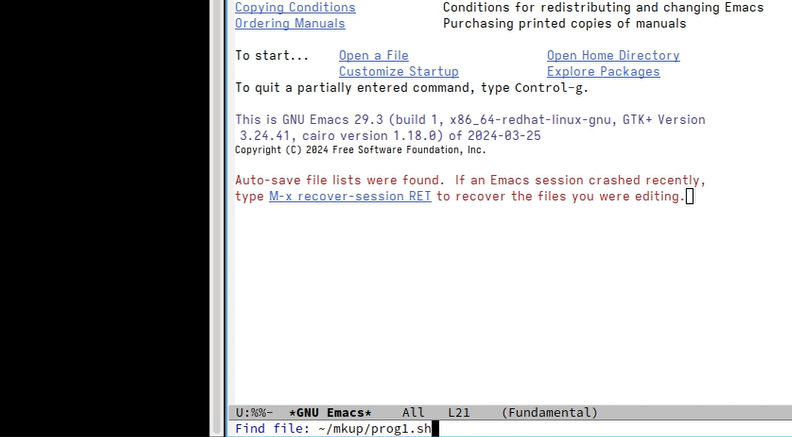 Copying Conditions Conditions for redistributing and changing Emacs
Ordering Manuals Purchasing printed copies of manuals
To start... Open a File Open Home Directory
Customize Startup Explore Packages
To quit a partially entered command, type Control-g.
This is GNU Emacs 29.3 (build 1, x86_64-redhat-linux-gnu, GTK+ Version
3.24.41, cairo version 1.18.0) of 2024-03-25
Copyright (C) 2024 Free Software Foundation, Inc.
Auto-save file lists were found. If an Emacs session crashed recently,
type M-x recover-session RET to recover the files you were editing.
U:%%- *GNU Emacs* All L21 (Fundamental)
Find file: ~/mkup/prog1.sh